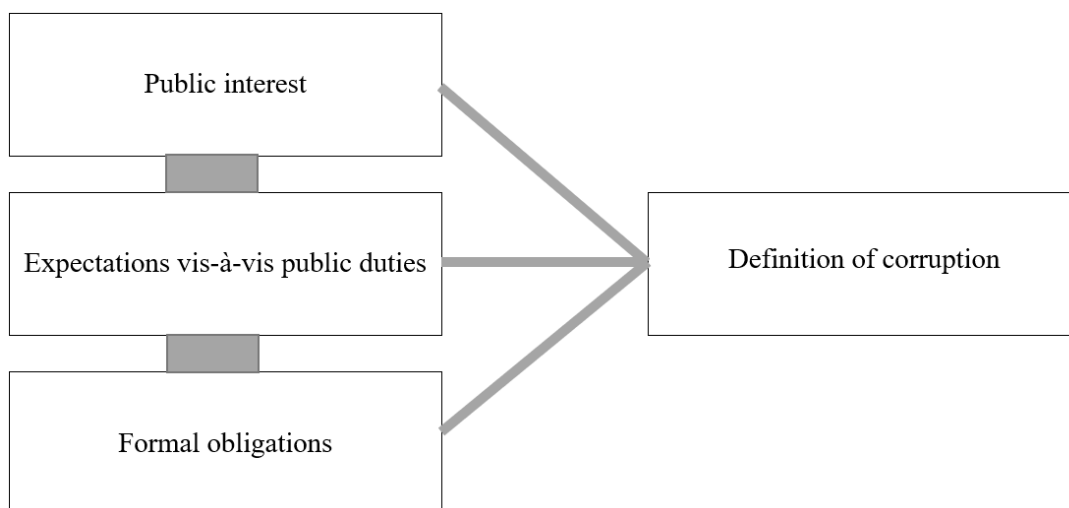 Public interest
Expectations vis-à-vis public duties
Definition of corruption
Formal obligations